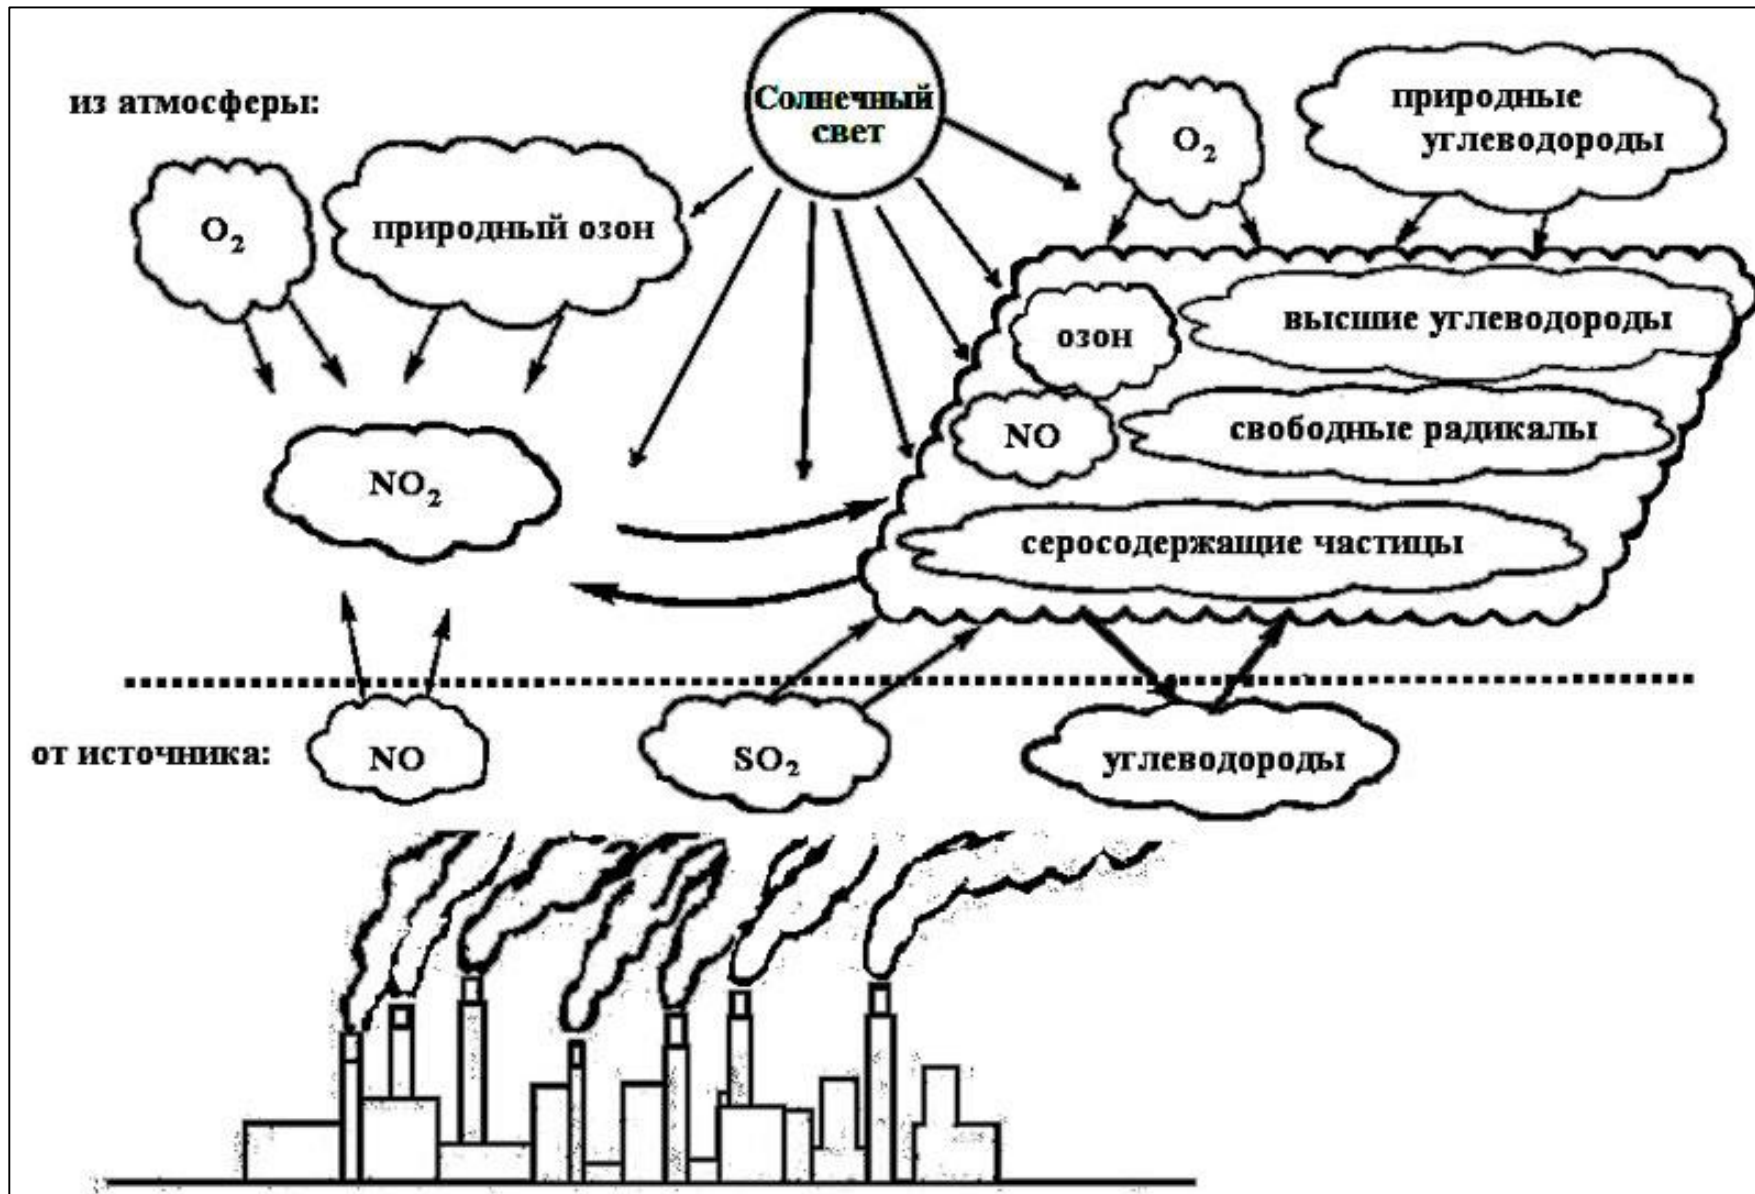 из атмосферы:
Солнечный
свет
O₂
природный озон
O₂
природные
углеводороды
озон
высшие углеводороды
NO
свободные радикалы
NO₂
серосодержащие частицы
от источника:
NO
SO₂
углеводороды